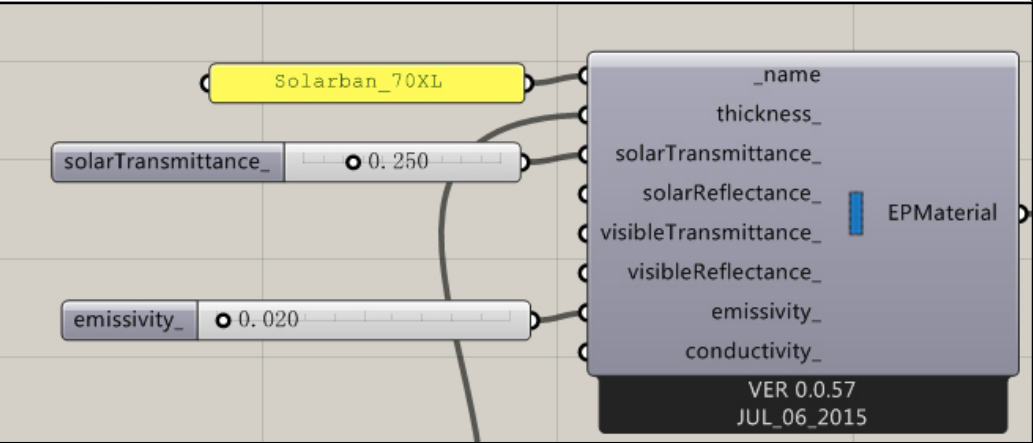 Solarban_70XL
_name
thickness_
solarTransmittance_ 0.250
solarTransmittance_
solarReflectance_
visibleTransmittance_
EPMaterial
visibleReflectance_
emissivity_ 0.020
emissivity_
conductivity_
VER 0.0.57
JUL_06_2015